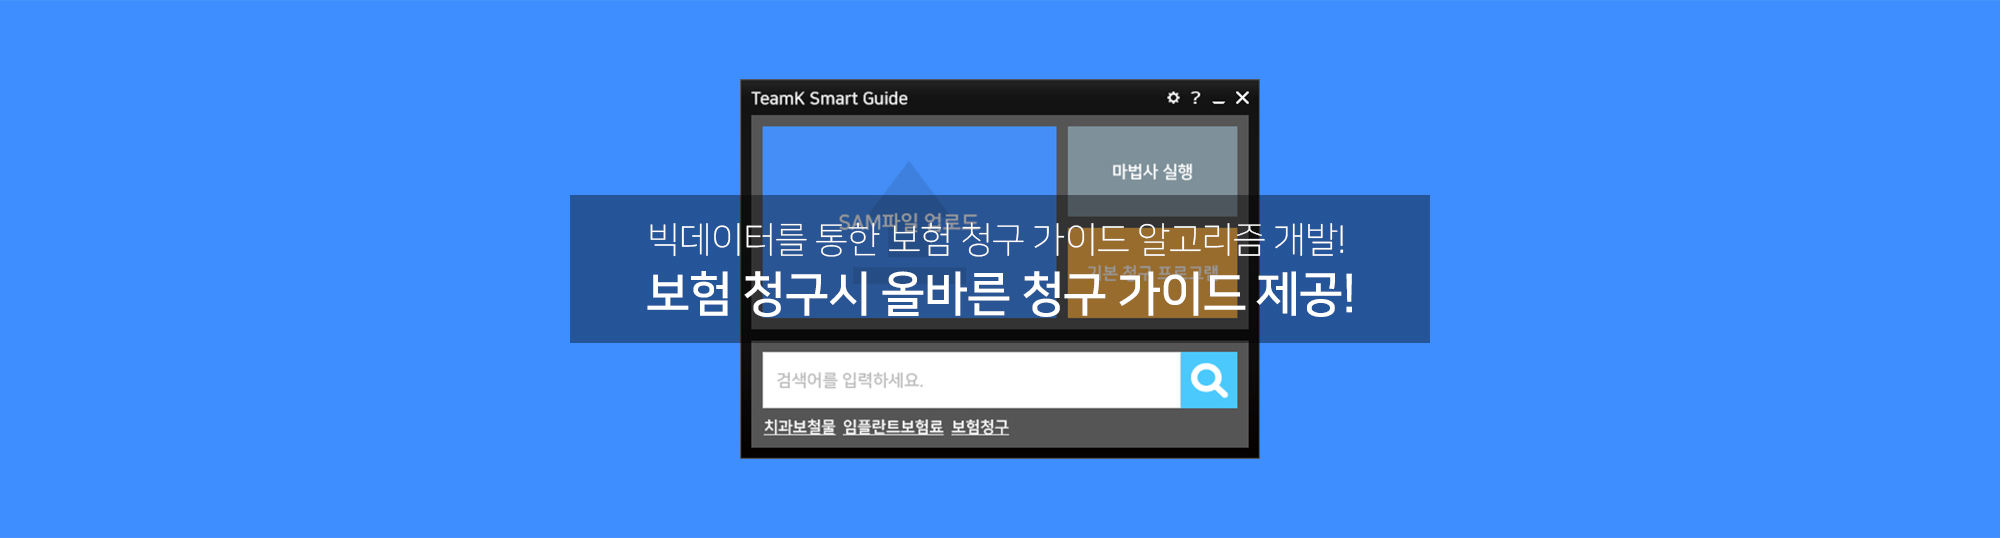 TeamK Smart Guide
마법사 실행
SAM파일 업로드
빅데이터를 통한 보험 청구 가이드 알고리즘 개발!
기본 청구 프로그램
보험 청구시 올바른 청구 가이드 제공!
검색어를 입력하세요.
치과보철물 임플란트보험료 보험청구